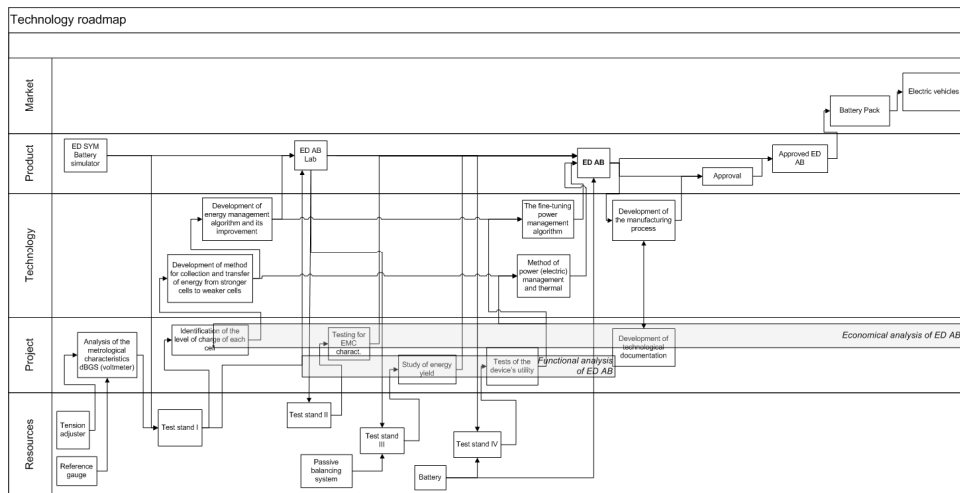 Technology roadmap
Market
Electric vehicles
Battery Pack
Product
ED SYM
Battery
simulator
ED AB
Lab
ED AB
Approval
Approved ED
AB
Technology
Development of
energy management
algorithm and its
improvement
The fine-tuning
power
management
algorithm
Development of
the manufacturing
process
Development of method
for collection and transfer
of energy from stronger
cells to weaker cells
Method of
power (electric)
management
and thermal
Project
Analysis of the
metrological
characteristics
dBGS (voltmeter)
Identification of the
level of charge of each
cell
Testing for
EMC
charact.
Study of energy
yield
Tests of the
device's utility
Functional analysis
of ED AB
Development of
technological
documentation
Economical analysis of ED AB
Resources
Tension
adjuster
Reference
gauge
Test stand I
Test stand II
Test stand
III
Passive
balancing
system
Test stand IV
Battery